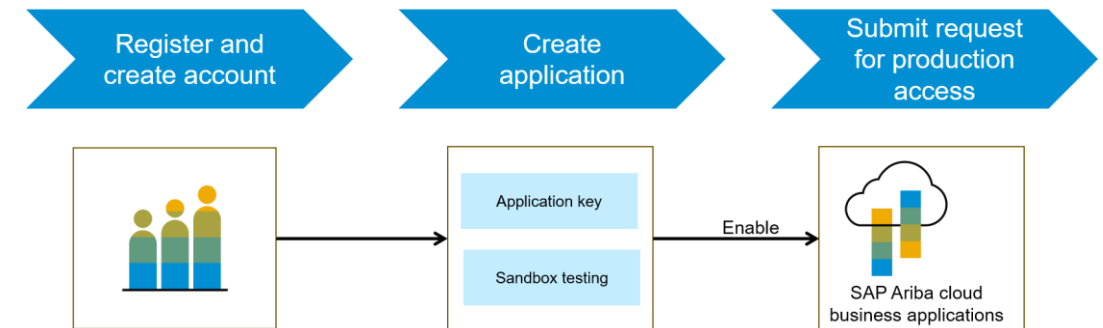 Register and
create account
Create
application
Submit request
for production
access
Application key
Sandbox testing
Enable
SAP Ariba cloud
business applications